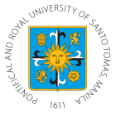 PONTIFICAL AND ROYAL UNIVERSITY OF SANTO TOMAS, MANILA
1611